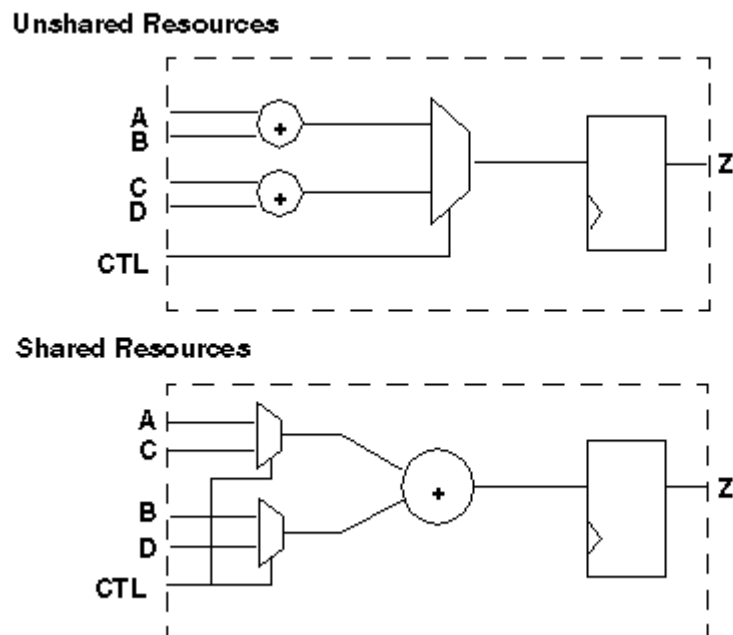 Unshared Resources
A
B
+
C
D
+
CTL
Z
Shared Resources
A
C
B
D
+
CTL
Z